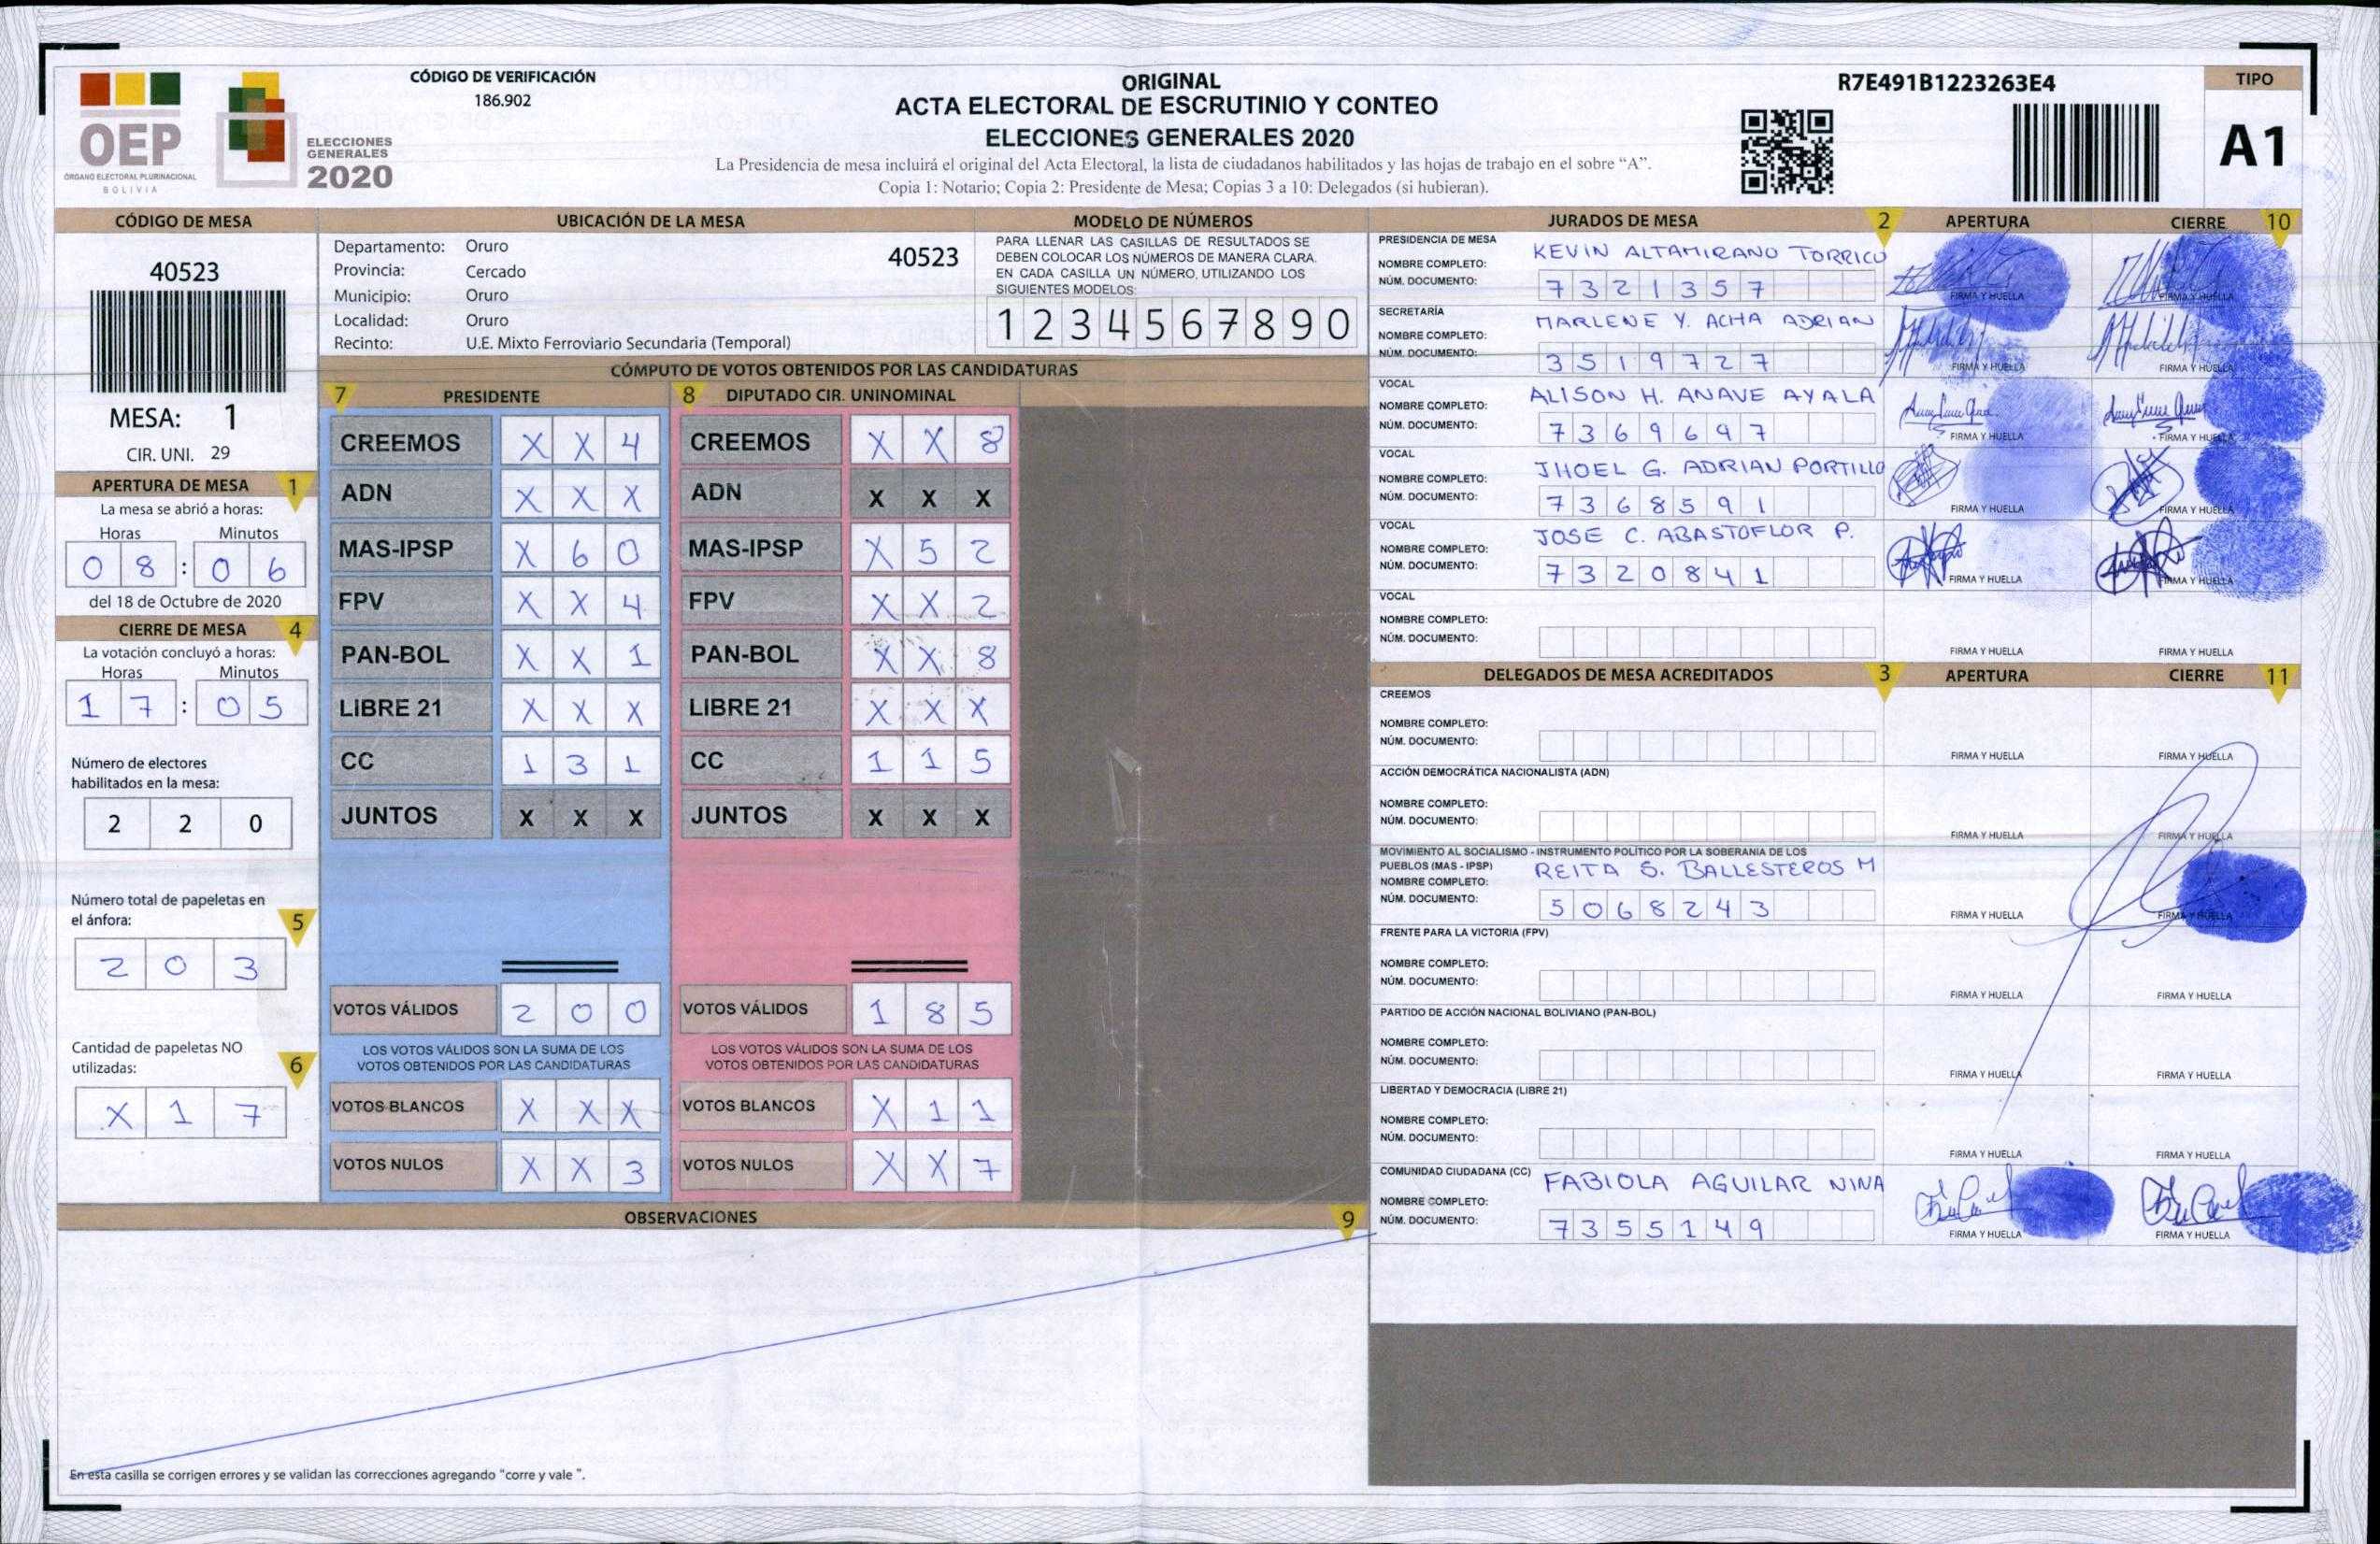 OEP
ÓRGANO ELECTORAL PLURINACIONAL
BOLIVIA
ELECCIONES
GENERALES
2020
CÓDIGO DE VERIFICACIÓN
186.902
ORIGINAL
ACTA ELECTORAL DE ESCRUTINIO Y CONTEO
ELECCIONES GENERALES 2020
La Presidencia de mesa incluirá el original del Acta Electoral, la lista de ciudadanos habilitados y las hojas de trabajo en el sobre “A”.
Copia 1: Notario; Copia 2: Presidente de Mesa; Copias 3 a 10: Delegados (si hubieran).
R7E491B1223263E4
TIPO
A1
CÓDIGO DE MESA
40523
MESA: 1
CIR. UNI. 29
APERTURA DE MESA 1
La mesa se abrió a horas:
Horas Minutos
0 8 : 0 6
del 18 de Octubre de 2020
CIERRE DE MESA 4
La votación concluyó a horas:
Horas Minutos
1 7 : 0 5
Número de electores
habilitados en la mesa:
2 2 0
Número total de papeletas en
el ánfora: 5
2 0 3
Cantidad de papeletas NO
utilizadas: 6
X 1 7
UBICACIÓN DE LA MESA
Departamento: Oruro 40523
Provincia: Cercado
Municipio: Oruro
Localidad: Oruro
Recinto: U.E. Mixto Ferroviario Secundaria (Temporal)
MODELO DE NÚMEROS
PARA LLENAR LAS CASILLAS DE RESULTADOS SE
DEBEN COLOCAR LOS NÚMEROS DE MANERA CLARA.
EN CADA CASILLA UN NÚMERO, UTILIZANDO LOS
SIGUIENTES MODELOS:
1 2 3 4 5 6 7 8 9 0
CÓMPUTO DE VOTOS OBTENIDOS POR LAS CANDIDATURAS
7 PRESIDENTE 8 DIPUTADO CIR. UNINOMINAL
CREEMOS X X 4 CREEMOS X X 8
ADN X X X ADN X X X
MAS-IPSP X 6 0 MAS-IPSP X 5 2
FPV X X 4 FPV X X 2
PAN-BOL X X 1 PAN-BOL X X 8
LIBRE 21 X X X LIBRE 21 X X X
CC 1 3 1 CC 1 1 5
JUNTOS X X X JUNTOS X X X
VOTOS VÁLIDOS 2 0 0 VOTOS VÁLIDOS 1 8 5
LOS VOTOS VÁLIDOS SON LA SUMA DE LOS LOS VOTOS VÁLIDOS SON LA SUMA DE LOS
VOTOS OBTENIDOS POR LAS CANDIDATURAS VOTOS OBTENIDOS POR LAS CANDIDATURAS
VOTOS BLANCOS X X X VOTOS BLANCOS X 1 1
VOTOS NULOS X X 3 VOTOS NULOS X X 7
OBSERVACIONES 9
En esta casilla se corrigen errores y se validan las correcciones agregando “corre y vale ”.
JURADOS DE MESA 2 APERTURA CIERRE 10
PRESIDENCIA DE MESA
NOMBRE COMPLETO: KEVIN ALTAMIRANO TORRICO
NÚM. DOCUMENTO: 7321357 FIRMA Y HUELLA FIRMA Y HUELLA
SECRETARÍA
NOMBRE COMPLETO: MARLENE Y. ACHA ADRIAN
NÚM. DOCUMENTO: 3519727 FIRMA Y HUELLA FIRMA Y HUELLA
VOCAL
NOMBRE COMPLETO: ALISON H. ANAVE AYALA
NÚM. DOCUMENTO: 7369697 FIRMA Y HUELLA FIRMA Y HUELLA
VOCAL
NOMBRE COMPLETO: JHOEL G. ADRIAN PORTILLO
NÚM. DOCUMENTO: 7368591 FIRMA Y HUELLA FIRMA Y HUELLA
VOCAL
NOMBRE COMPLETO: JOSE C. ABASTOFLOR P.
NÚM. DOCUMENTO: 7320841 FIRMA Y HUELLA FIRMA Y HUELLA
VOCAL
NOMBRE COMPLETO:
NÚM. DOCUMENTO: FIRMA Y HUELLA FIRMA Y HUELLA
DELEGADOS DE MESA ACREDITADOS 3 APERTURA CIERRE 11
CREEMOS
NOMBRE COMPLETO:
NÚM. DOCUMENTO: FIRMA Y HUELLA FIRMA Y HUELLA
ACCIÓN DEMOCRÁTICA NACIONALISTA (ADN)
NOMBRE COMPLETO:
NÚM. DOCUMENTO: FIRMA Y HUELLA FIRMA Y HUELLA
MOVIMIENTO AL SOCIALISMO - INSTRUMENTO POLÍTICO POR LA SOBERANIA DE LOS
PUEBLOS (MAS - IPSP)
NOMBRE COMPLETO: REITA S. BALLESTEROS M
NÚM. DOCUMENTO: 5068243 FIRMA Y HUELLA FIRMA Y HUELLA
FRENTE PARA LA VICTORIA (FPV)
NOMBRE COMPLETO:
NÚM. DOCUMENTO: FIRMA Y HUELLA FIRMA Y HUELLA
PARTIDO DE ACCIÓN NACIONAL BOLIVIANO (PAN-BOL)
NOMBRE COMPLETO:
NÚM. DOCUMENTO: FIRMA Y HUELLA FIRMA Y HUELLA
LIBERTAD Y DEMOCRACIA (LIBRE 21)
NOMBRE COMPLETO:
NÚM. DOCUMENTO: FIRMA Y HUELLA FIRMA Y HUELLA
COMUNIDAD CIUDADANA (CC)
NOMBRE COMPLETO: FABIOLA AGUILAR NINA
NÚM. DOCUMENTO: 7355149 FIRMA Y HUELLA FIRMA Y HUELLA